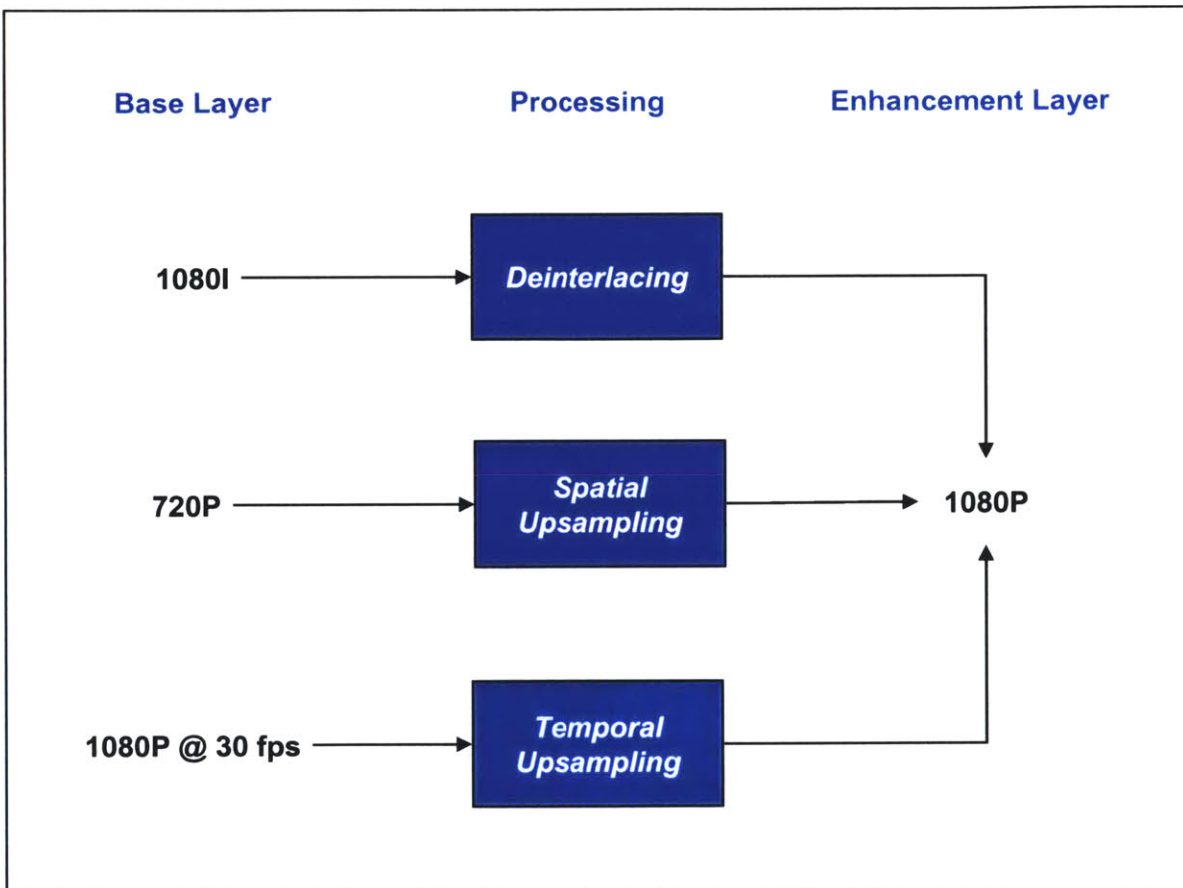 Base Layer Processing Enhancement Layer
1080I Deinterlacing
720P Spatial Upsampling 1080P
1080P @ 30 fps Temporal Upsampling